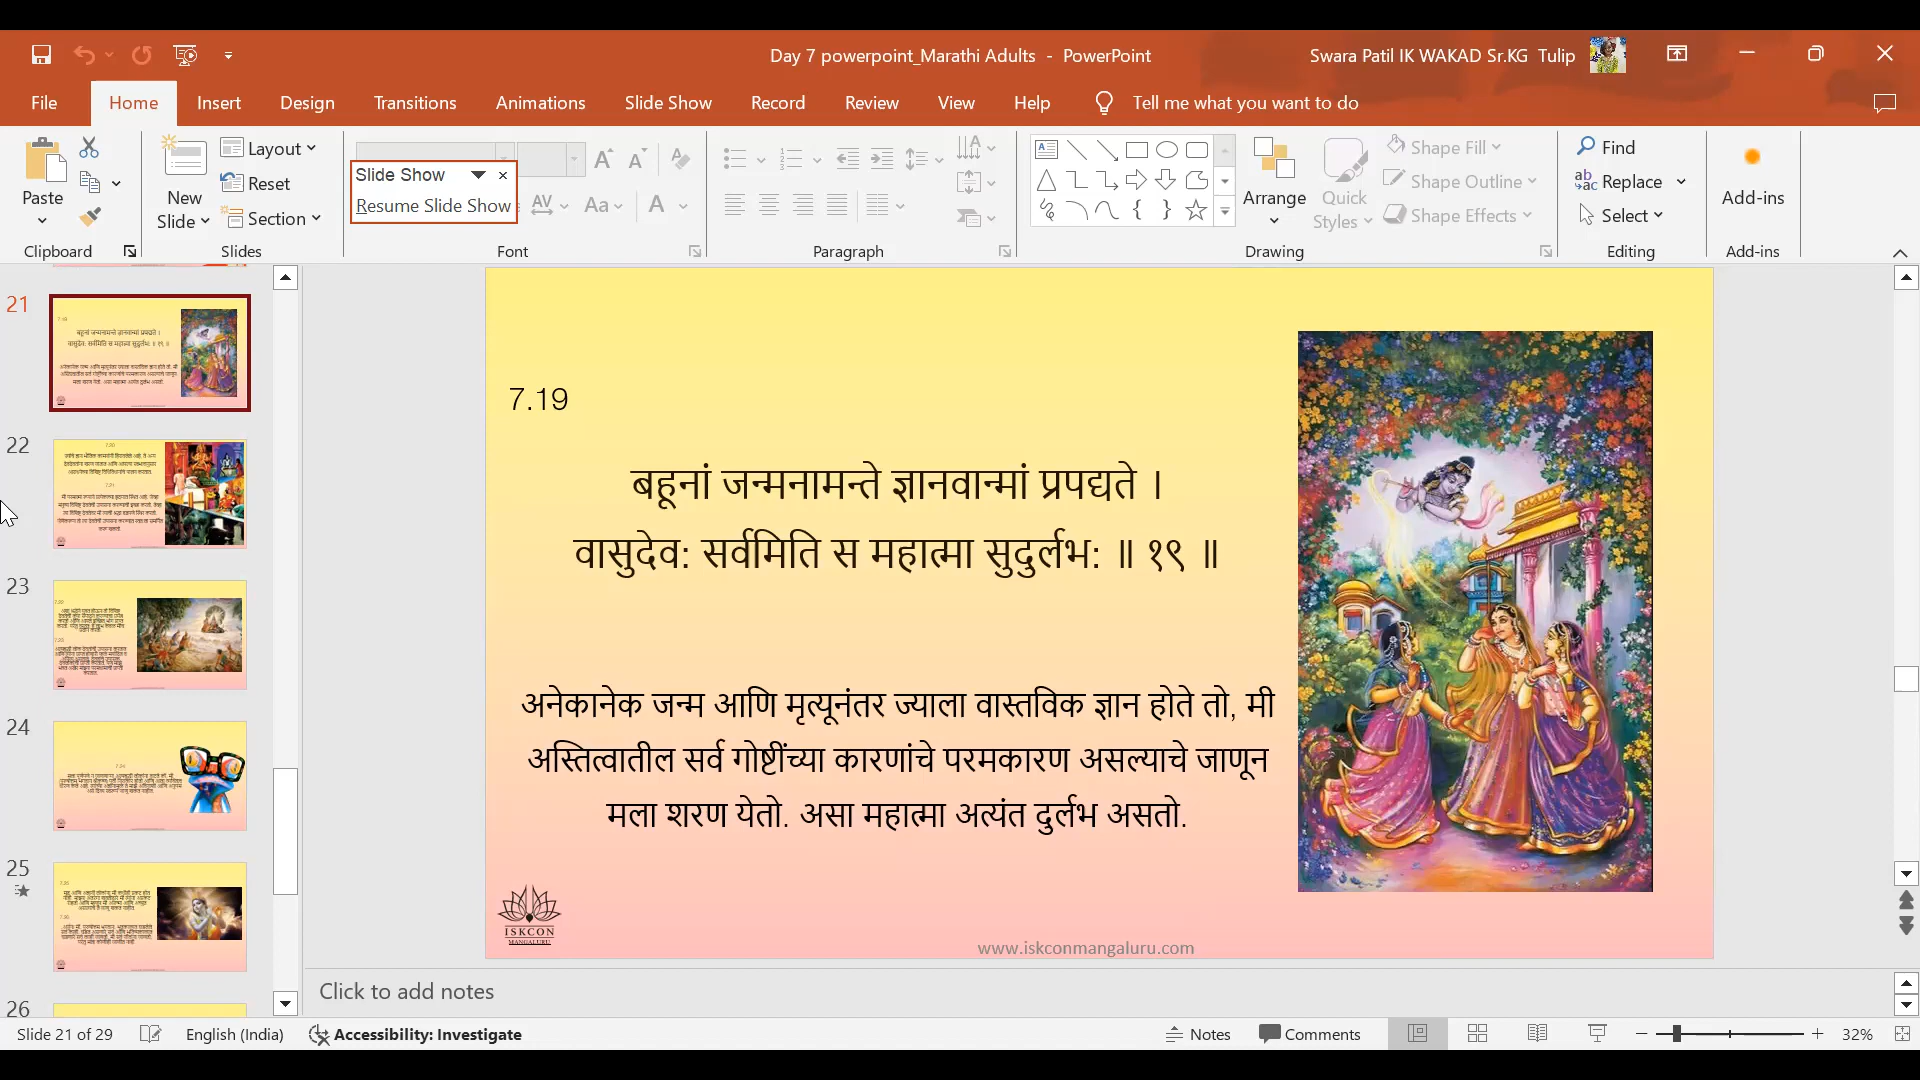 Day 7 powerpoint_Marathi Adults - PowerPoint
Swara Patil IK WAKAD Sr.KG Tulip
File Home Insert Design Transitions Animations Slide Show Record Review View Help Tell me what you want to do
Paste
Clipboard
New Slide
Layout
Reset
Section
Slides
Slide Show
Resume Slide Show
Font
Paragraph
Arrange
Quick Styles
Shape Fill
Shape Outline
Shape Effects
Drawing
Find
Replace
Select
Editing
Add-ins
Add-ins
21
22
23
24
25
26
7.19
बहूनां जन्मनामन्ते ज्ञानवान्मां प्रपद्यते ।
वासुदेव: सर्वमिति स महात्मा सुदुर्लभ: ॥ १९ ॥
अनेकानेक जन्म आणि मृत्यूनंतर ज्याला वास्तविक ज्ञान होते तो, मी
अस्तित्वातील सर्व गोष्टींच्या कारणांचे परमकारण असल्याचे जाणून
मला शरण येतो. असा महात्मा अत्यंत दुर्लभ असतो.
ISKCON
MANGALURU
www.iskconmangaluru.com
Click to add notes
Slide 21 of 29 English (India) Accessibility: Investigate Notes Comments 32%